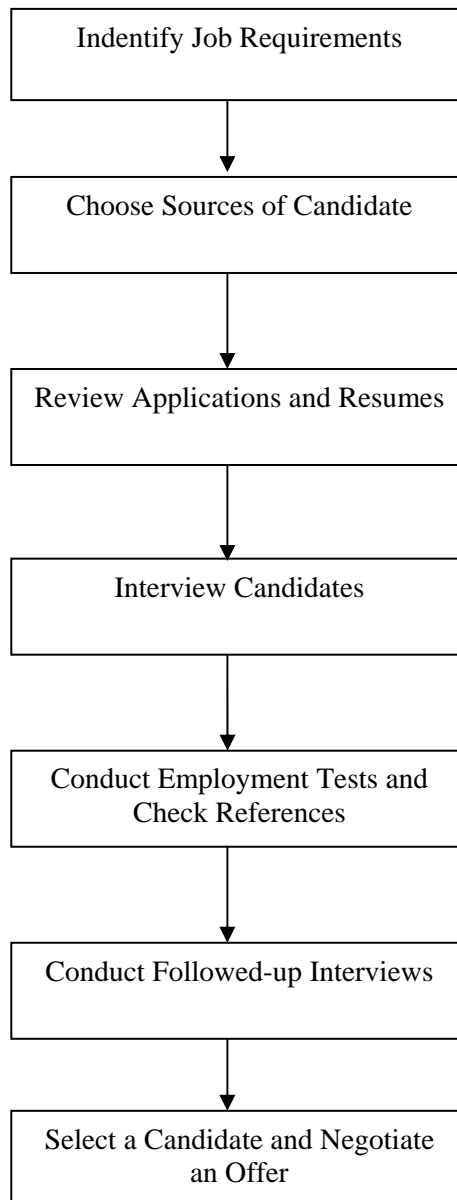 Indentify Job Requirements
Choose Sources of Candidate
Review Applications and Resumes
Interview Candidates
Conduct Employment Tests and
Check References
Conduct Followed-up Interviews
Select a Candidate and Negotiate
an Offer